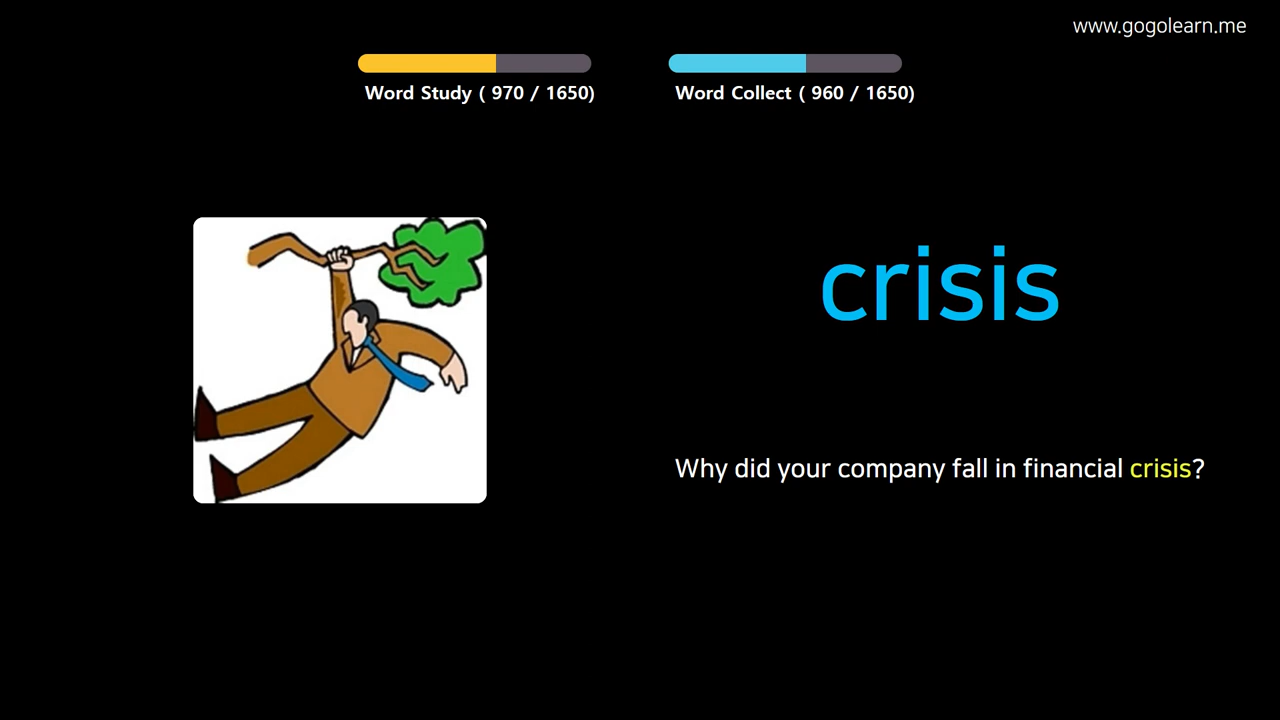 www.gogolearn.me
Word Study ( 970 / 1650)
Word Collect ( 960 / 1650)
crisis
Why did your company fall in financial crisis?